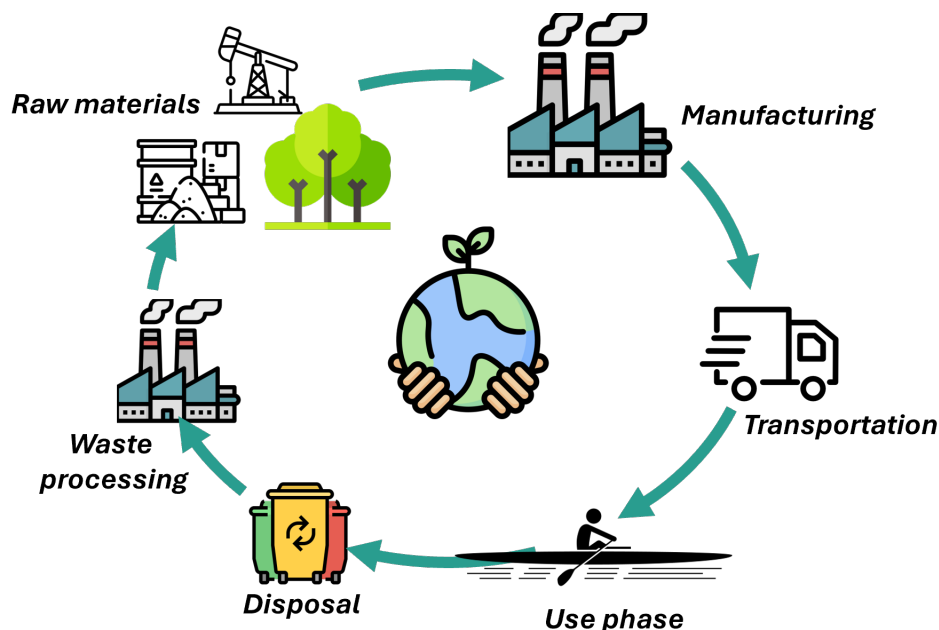 Raw materials
Manufacturing
Transportation
Use phase
Disposal
Waste
processing